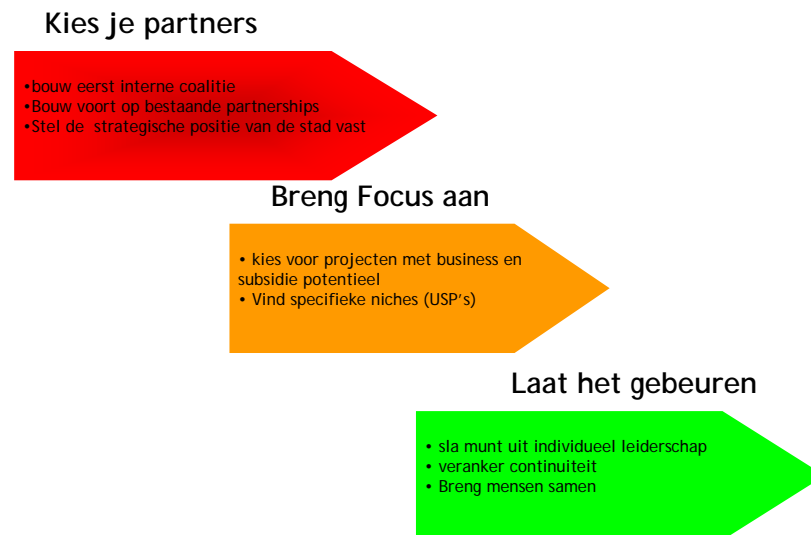 Kies je partners
•bouw eerst interne coalitie
•Bouw voort op bestaande partnerships
•Stel de strategische positie van de stad vast
Breng Focus aan
• kies voor projecten met business en
subsidie potentieel
• Vind specifieke niches (USP's)
Laat het gebeuren
• sla munt uit individueel leiderschap
• veranker continuiteit
• Breng mensen samen